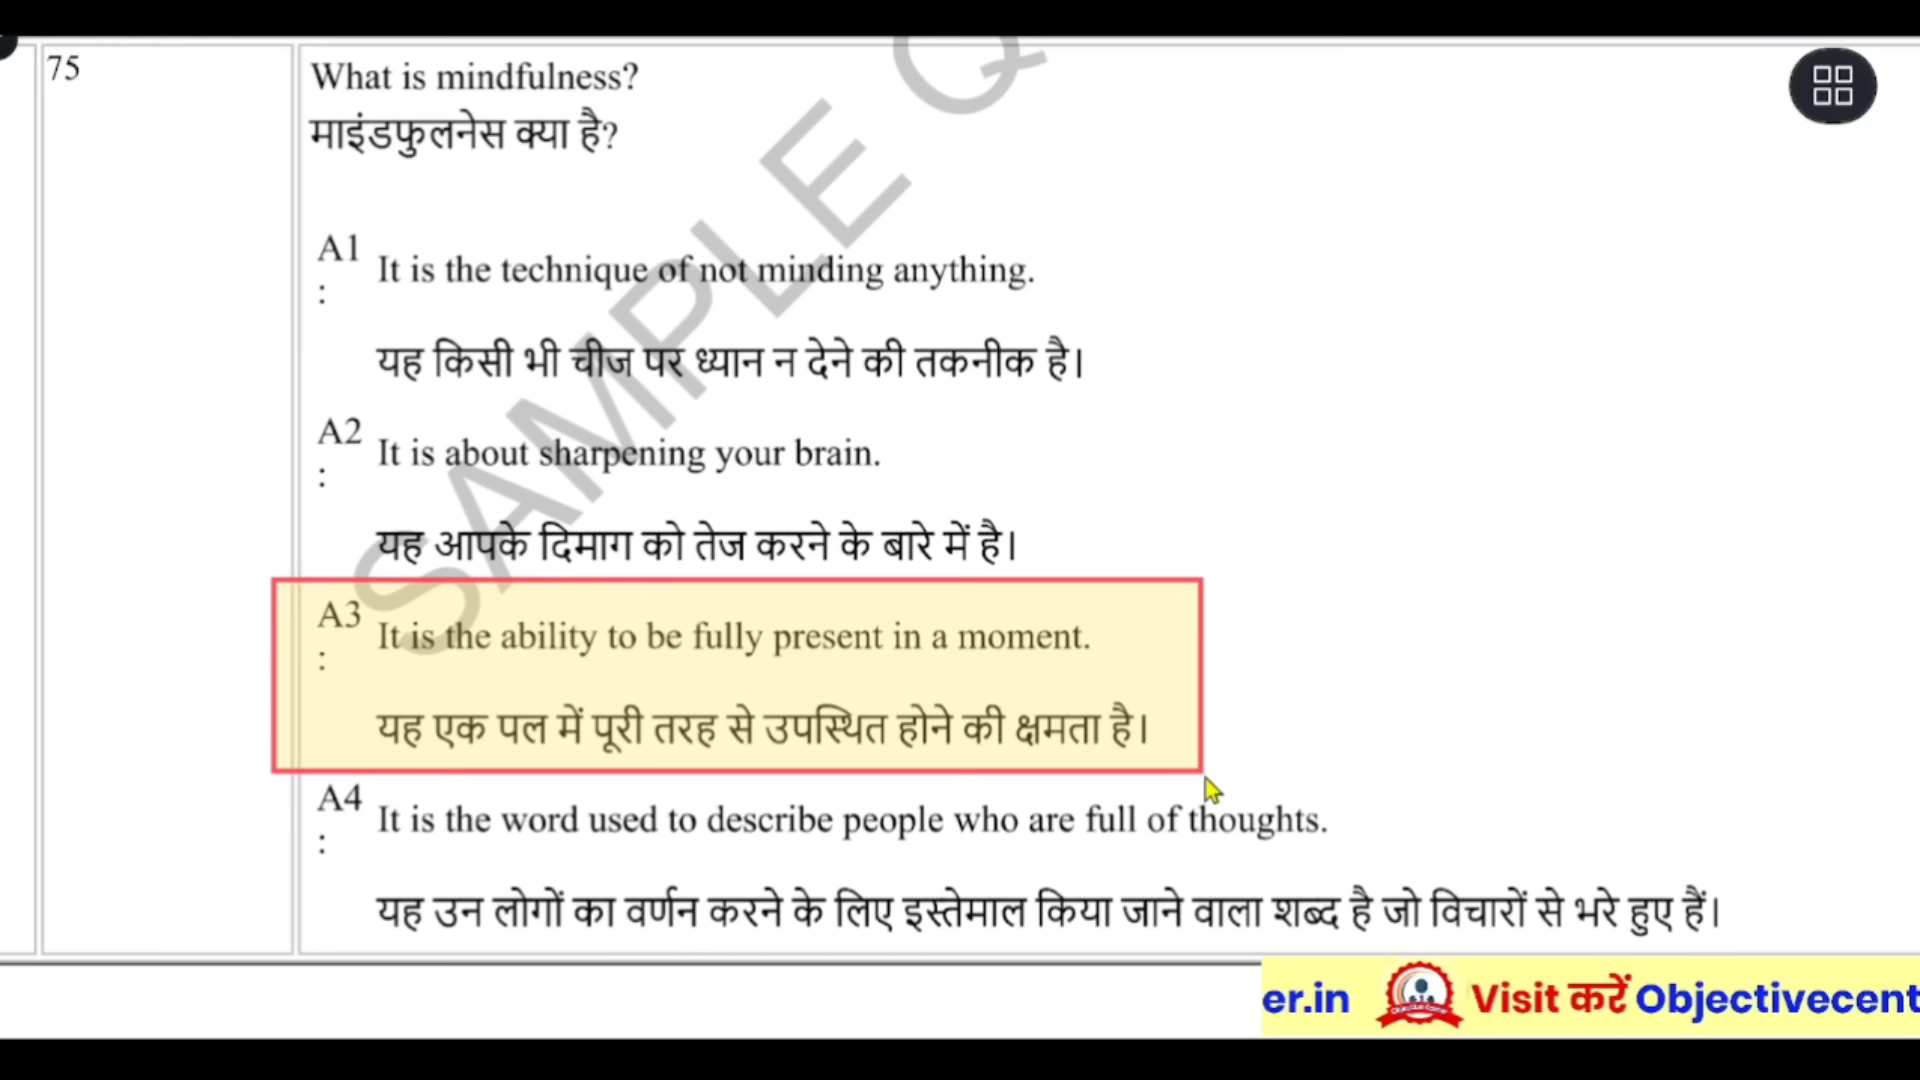 75
What is mindfulness?
माइंडफुलनेस क्या है?
A1
: It is the technique of not minding anything.
यह किसी भी चीज पर ध्यान न देने की तकनीक है।
A2
: It is about sharpening your brain.
यह आपके दिमाग को तेज करने के बारे में है।
A3
: It is the ability to be fully present in a moment.
यह एक पल में पूरी तरह से उपस्थित होने की क्षमता है।
A4
: It is the word used to describe people who are full of thoughts.
यह उन लोगों का वर्णन करने के लिए इस्तेमाल किया जाने वाला शब्द है जो विचारों से भरे हुए हैं।
SAMPLE Q
er.in Visit करें Objectivecent